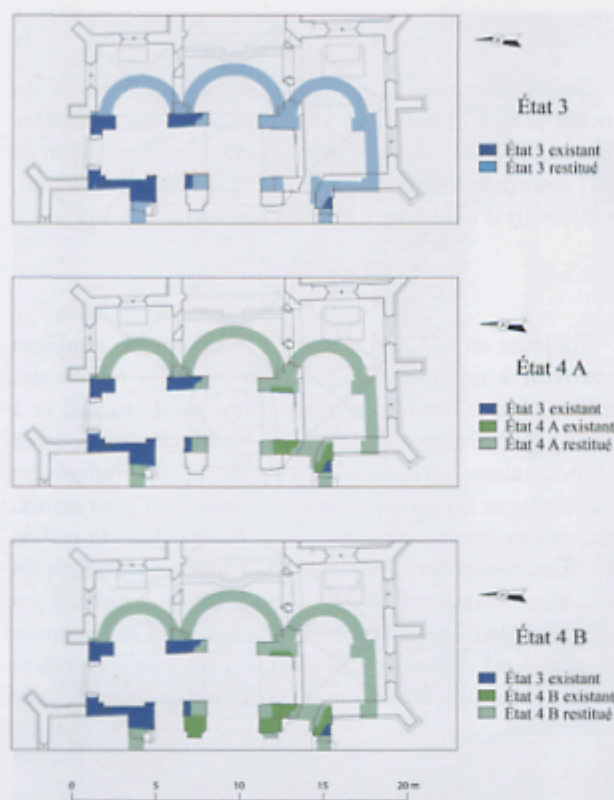 État 3
État 3 existant
État 3 restitué
État 4 A
État 3 existant
État 4 A existant
État 4 A restitué
État 4 B
État 3 existant
État 4 B existant
État 4 B restitué
0 5 10 15 20 m